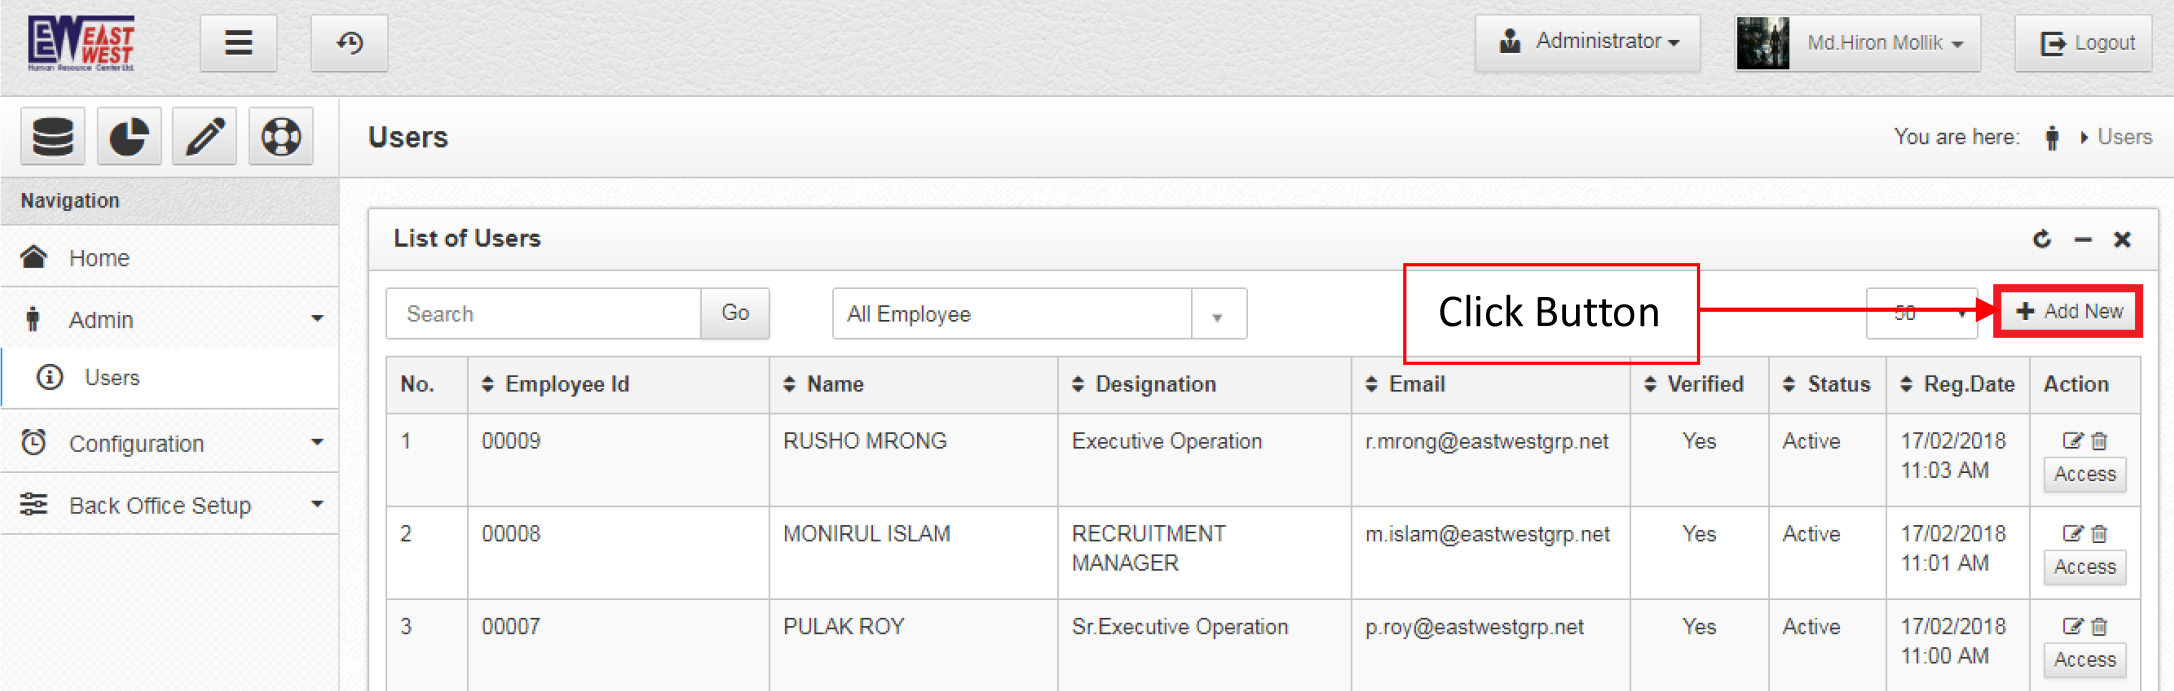 EW EAST
WEST
Human Resource Center Ltd.
Administrator
Md.Hiron Mollik
Logout
Users
You are here: Users
Navigation
Home
Admin
Users
Configuration
Back Office Setup
List of Users
Search Go All Employee Click Button 50 Add New
No. Employee Id Name Designation Email Verified Status Reg.Date Action
1 00009 RUSHO MRONG Executive Operation r.mrong@eastwestgrp.net Yes Active 17/02/2018
11:03 AM Access
2 00008 MONIRUL ISLAM RECRUITMENT m.islam@eastwestgrp.net Yes Active 17/02/2018
MANAGER 11:01 AM Access
3 00007 PULAK ROY Sr.Executive Operation p.roy@eastwestgrp.net Yes Active 17/02/2018
11:00 AM Access